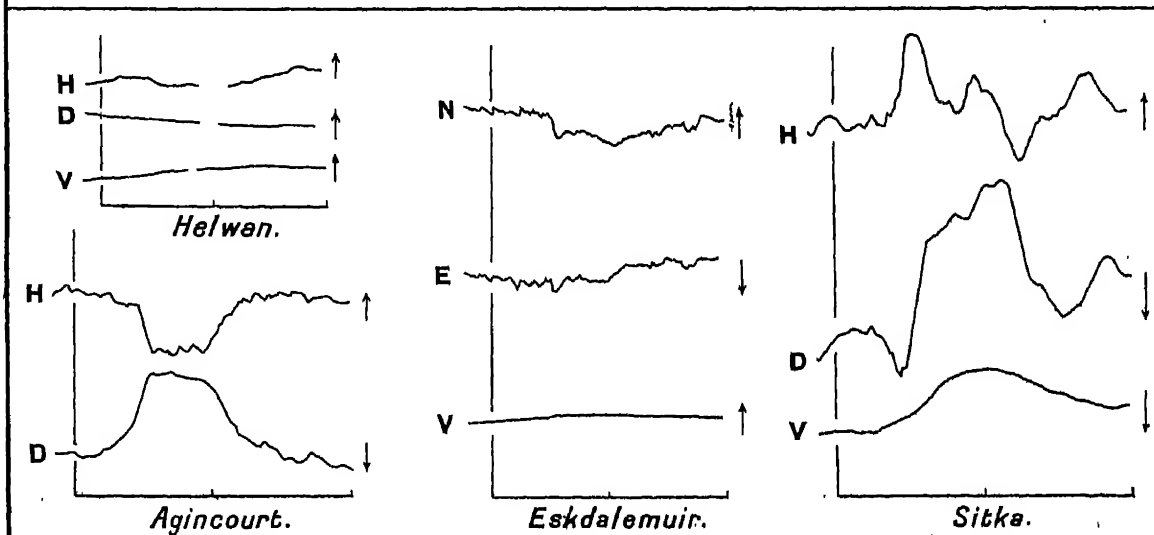 H
D
V
Helwan.
H
D
Agincourt.
N
E
V
Eskdalemuir.
H
D
V
Sitka.